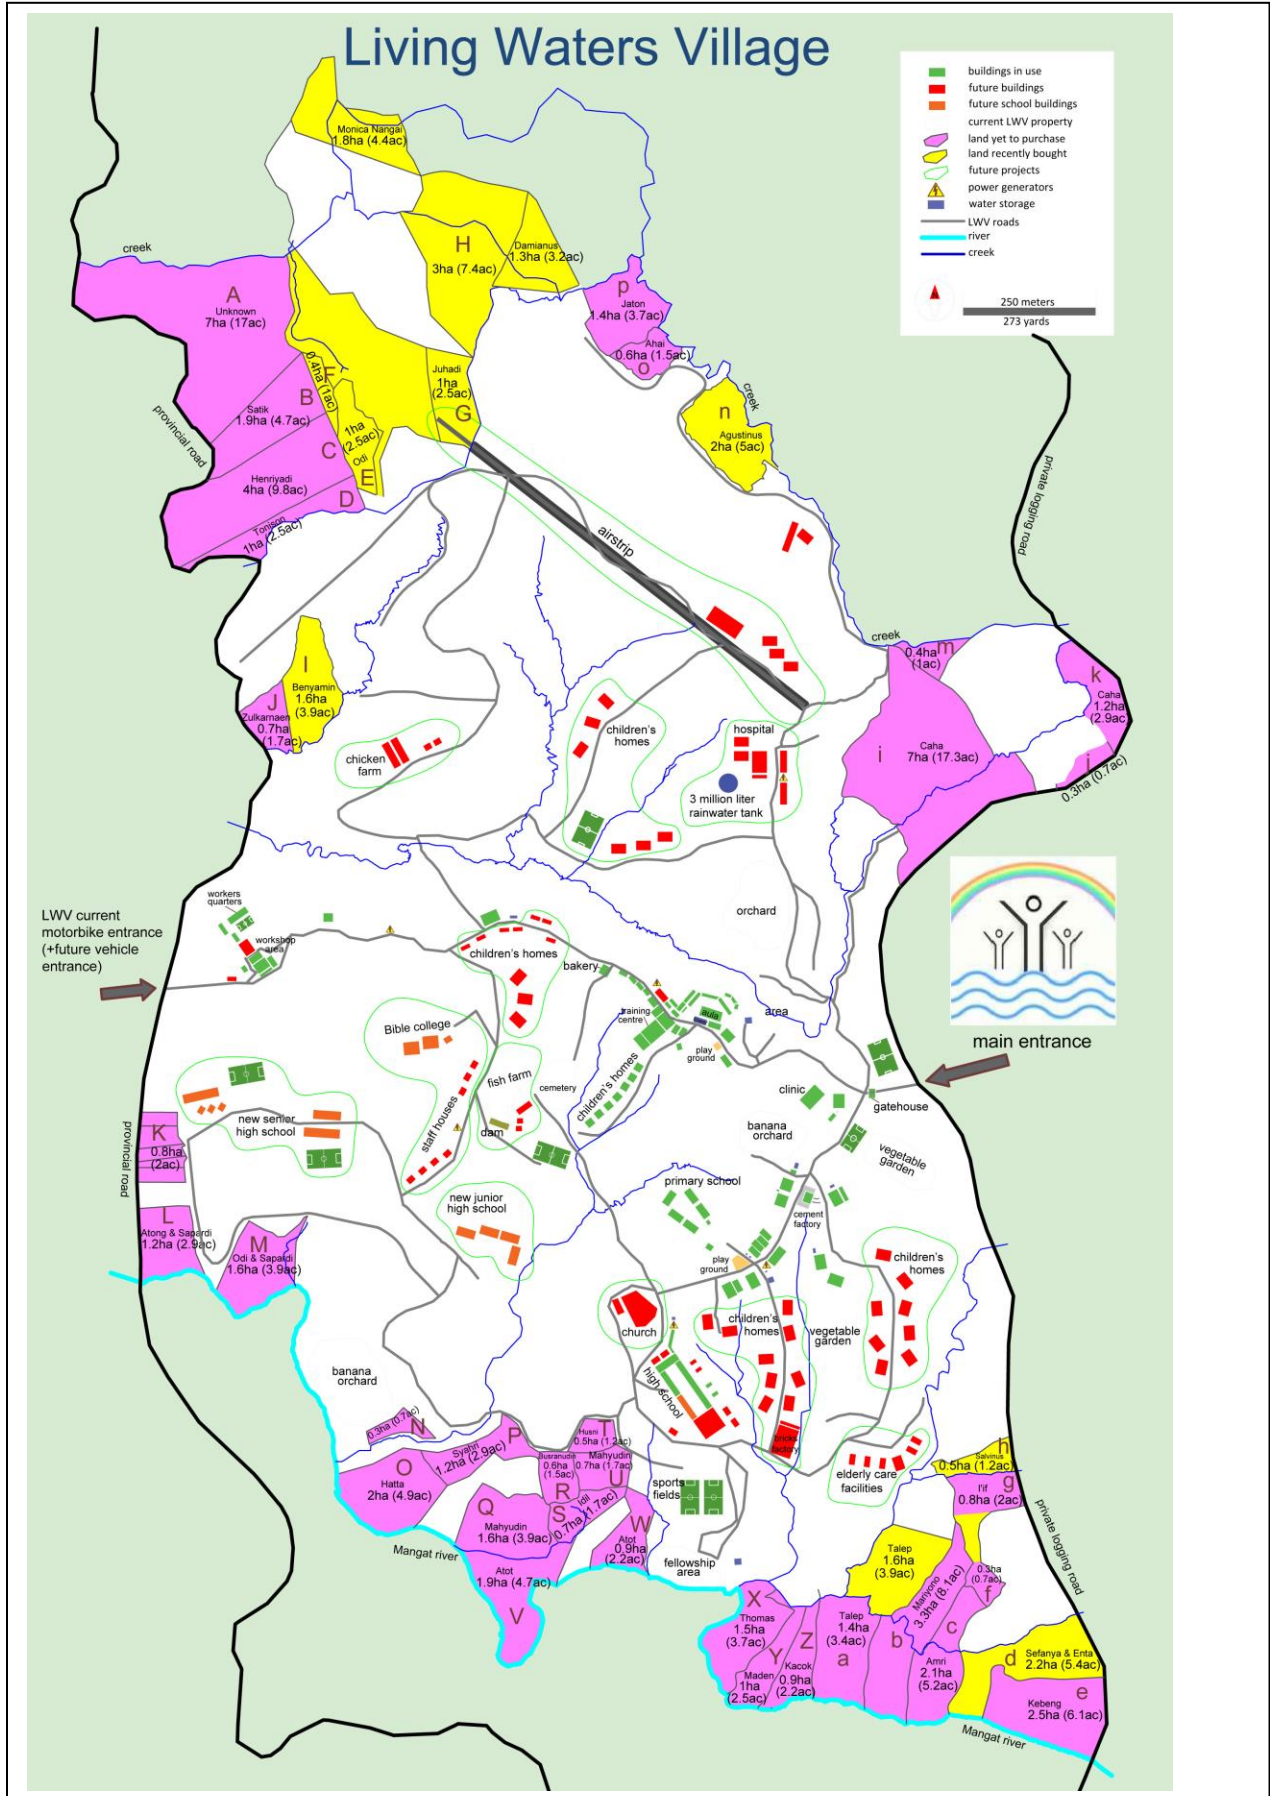 Living Waters Village
buildings in use
future buildings
future school buildings
current LWV property
land yet to purchase
land recently bought
future projects
power generators
water storage
LWV roads
river
creek
250 meters
273 yards
Monica Nangai
1.8ha (4.4ac)
H
3ha (7.4ac)
Damianus
1.3ha (3.2ac)
creek
A
Unknown
7ha (17ac)
p
Jaton
1.4ha (3.7ac)
Ahai
0.6ha (1.5ac)
o
F
0.4ha (1ac)
Juhadi
1ha
(2.5ac)
G
B
Satik
1.9ha (4.7ac)
creek
n
Agustinus
2ha (5ac)
provincial road
C
1ha
(2.5ac)
Odi
E
Henriyadi
4ha (9.8ac)
D
Tonison
1ha (2.5ac)
private logging road
airstrip
creek
m
0.4ha
(1ac)
k
Caha
1.2ha
(2.9ac
I
Benyamin
1.6ha
(3.9ac)
J
Zulkarnaen
0.7ha
(1.7ac)
i
Caha
7ha (17.3ac)
j
0.3ha (0.7ac)
chicken
farm
children's
homes
hospital
3 million liter
rainwater tank
workers
quarters
LWV current
motorbike entrance
(+future vehicle
entrance)
workshop
area
children's homes
bakery
orchard
training
centre
aula
area
play
ground
main entrance
Bible college
fish farm
cemetery
children's homes
clinic
gatehouse
new senior
high school
staff houses
dam
banana
orchard
vegetable
garden
K
0.8ha
(2ac)
provincial road
L
Atong & Sapardi
1.2ha (2.9ac)
M
Odi & Sapardi
1.6ha (3.9ac)
new junior
high school
primary school
cement
factory
play
ground
children's
homes
church
children's
homes
vegetable
garden
high school
banana
orchard
bricks
factory
elderly care
facilities
0.3ha (0.7ac)
N
P
Syahri
1.2ha (2.9ac)
Husni
T
0.5ha (1.2ac)
O
Hatta
2ha (4.9ac)
0.6ha
(1.5ac)
R
Mahyudin
0.7ha (1.7ac)
U
Q
Mahyudin
1.6ha (3.9ac)
S
Idil
0.7ha (1.7ac)
W
Atot
0.9ha
(2.2ac)
Mangat river
Atot
1.9ha (4.7ac)
V
sports
fields
fellowship
area
h
Salvinus
0.5ha (1.2ac)
g
I'if
0.8ha (2ac)
private logging road
Talep
1.6ha
(3.9ac)
Mariyono
3.3ha (8.1ac)
0.3ha
(0.7ac)
f
c
X
Thomas
1.5ha
(3.7ac)
Y
Maden
1ha
(2.5ac)
Z
Kacok
0.9ha
(2.2ac)
Talep
1.4ha
(3.4ac)
a
b
Amri
2.1ha
(5.2ac)
d
Sefanya & Enta
2.2ha (5.4ac)
e
Kebeng
2.5ha (6.1ac)
Mangat river